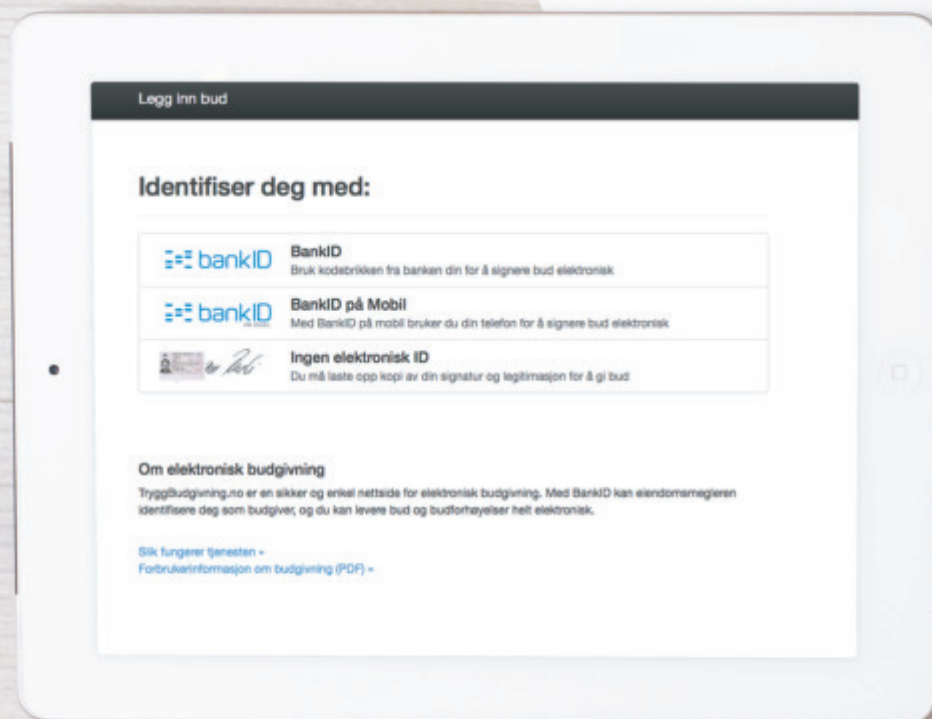 Legg inn bud
Identifiser deg med:
bankID
BankID
Bruk kodebrikken fra banken din for å signere bud elektronisk
bankID
BankID på Mobil
Med BankID på mobil bruker du din telefon for å signere bud elektronisk
Ingen elektronisk ID
Du må laste opp kopi av din signatur og legitimasjon for å gi bud
Om elektronisk budgivning
TryggBudgivning.no er en sikker og enkel nettside for elektronisk budgivning. Med BankID kan eiendomsmegleren
identifisere deg som budgiver, og du kan levere bud og budforhøyelser helt elektronisk.
Slik fungerer tjenesten »
Forbrukerinformasjon om budgivning (PDF) »